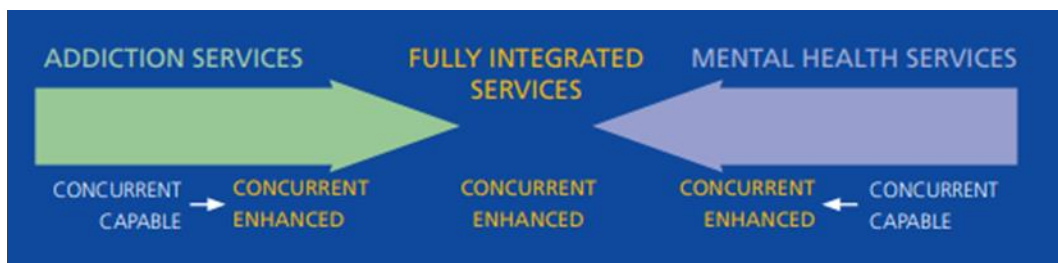 ADDICTION SERVICES
FULLY INTEGRATED
SERVICES
MENTAL HEALTH SERVICES
CONCURRENT
CAPABLE
CONCURRENT
ENHANCED
CONCURRENT
ENHANCED
CONCURRENT
ENHANCED
CONCURRENT
CAPABLE